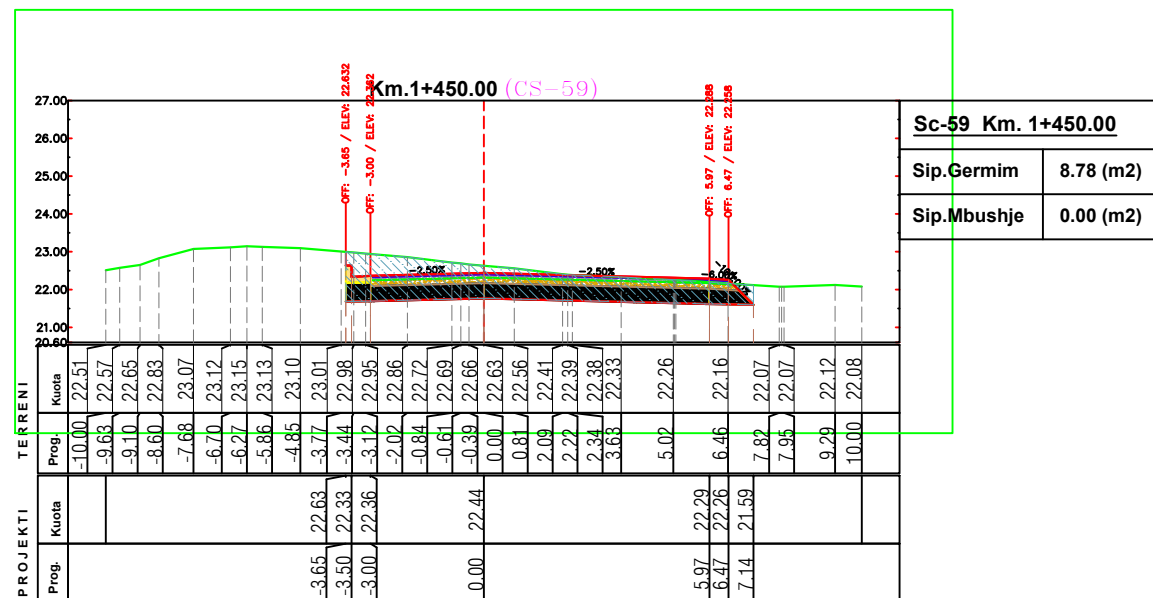 Km.1+450.00 (CS-59)
OFF: -3.65 / ELEV: 22.632
OFF: -3.00 / ELEV: 22.362
OFF: 5.97 / ELEV: 22.288
OFF: 6.47 / ELEV: 22.258
27.00
26.00
25.00
24.00
23.00
22.00
21.00
20.60
-2.50%
-2.50%
-6.08%
Sc-59 Km. 1+450.00
Sip.Germim 8.78 (m2)
Sip.Mbushje 0.00 (m2)
TERRENI
Kuota 22.51 22.57 22.65 22.83 23.07 23.12 23.15 23.13 23.10 23.01 22.98 22.95 22.86 22.72 22.69 22.66 22.63 22.56 22.41 22.39 22.38 22.33 22.26 22.16 22.07 22.07 22.12 22.08
Prog. -10.00 -9.63 -9.10 -8.60 -7.68 -6.70 -6.27 -5.86 -4.85 -3.77 -3.44 -3.12 -2.02 -0.84 -0.61 -0.39 0.00 0.81 2.09 2.22 2.34 3.63 5.02 6.46 7.82 7.95 9.29 10.00
PROJEKTI
Kuota 22.63 22.33 22.36 22.44 22.29 22.26 21.59
Prog. -3.65 -3.50 -3.00 0.00 5.97 6.47 7.14